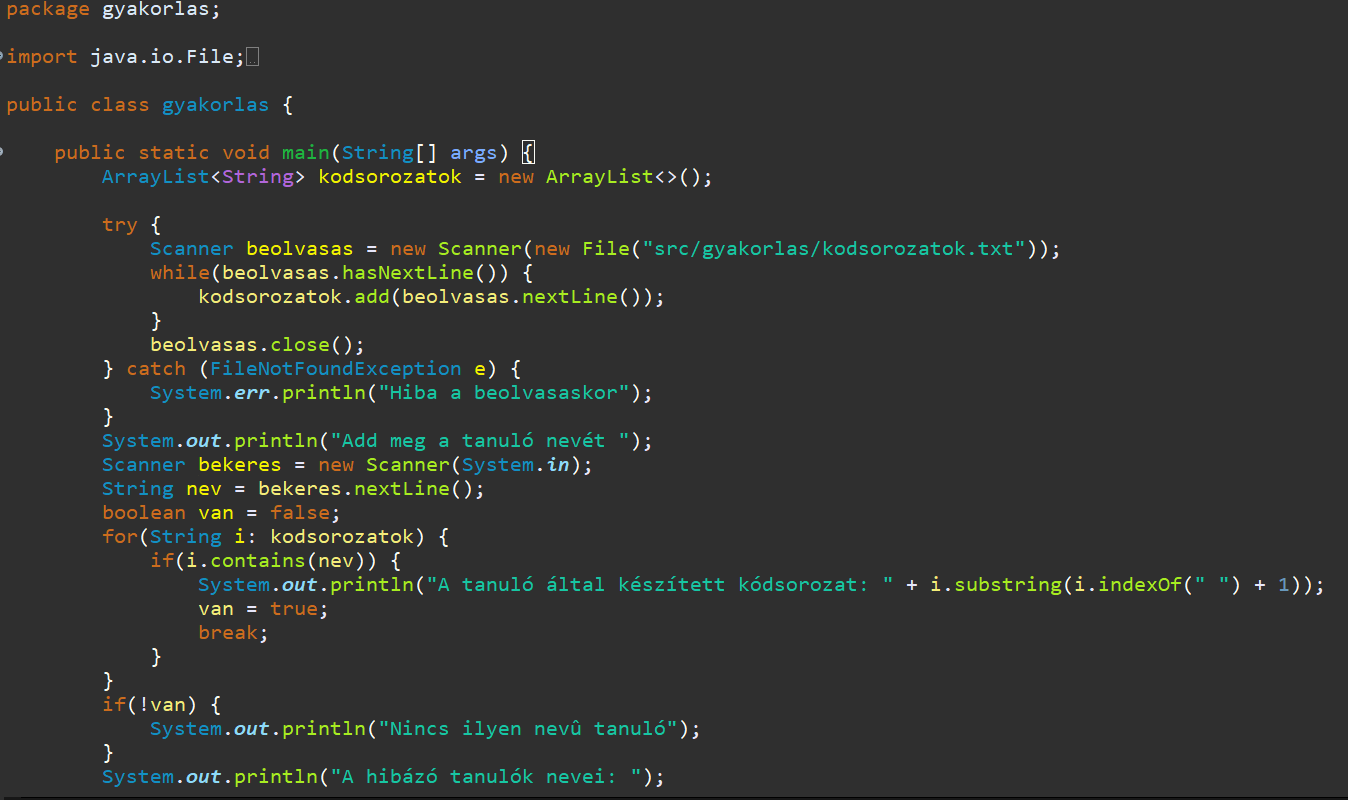 package gyakorlas;
import java.io.File;
public class gyakorlas {
public static void main(String[] args) {
ArrayList<String> kodsorozatok = new ArrayList<>();
try {
Scanner beolvasas = new Scanner(new File("src/gyakorlas/kodsorozatok.txt"));
while(beolvasas.hasNextLine()) {
kodsorozatok.add(beolvasas.nextLine());
}
beolvasas.close();
} catch (FileNotFoundException e) {
System.err.println("Hiba a beolvasaskor");
}
System.out.println("Add meg a tanuló nevét ");
Scanner bekeres = new Scanner(System.in);
String nev = bekeres.nextLine();
boolean van = false;
for(String i: kodsorozatok) {
if(i.contains(nev)) {
System.out.println("A tanuló által készített kódsorozat: " + i.substring(i.indexOf(" ") + 1));
van = true;
break;
}
}
if(!van) {
System.out.println("Nincs ilyen nevû tanuló");
}
System.out.println("A hibázó tanulók nevei: ");